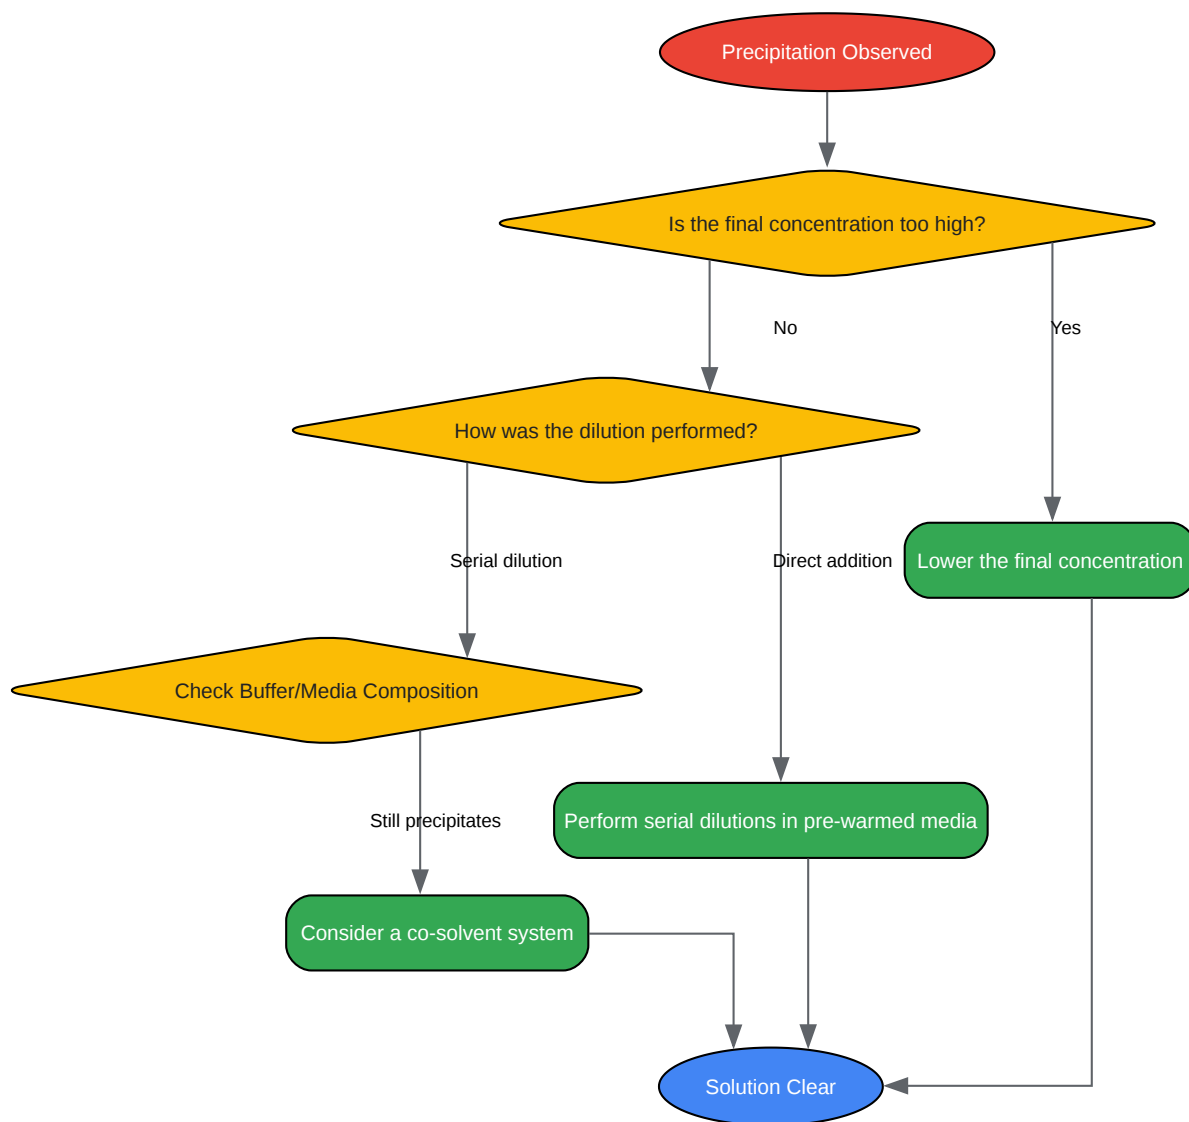 Precipitation Observed
Is the final concentration too high?
No
Yes
How was the dilution performed?
Serial dilution
Direct addition
Lower the final concentration
Check Buffer/Media Composition
Still precipitates
Perform serial dilutions in pre-warmed media
Consider a co-solvent system
Solution Clear